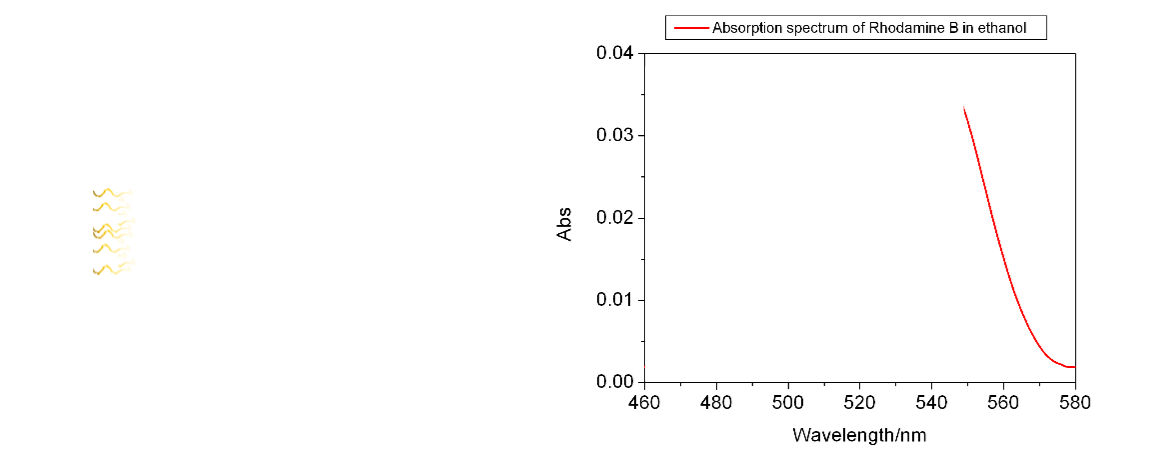 Absorption spectrum of Rhodamine B in ethanol
0.04
0.03
0.02
0.01
0.00
Abs
460 480 500 520 540 560 580
Wavelength/nm